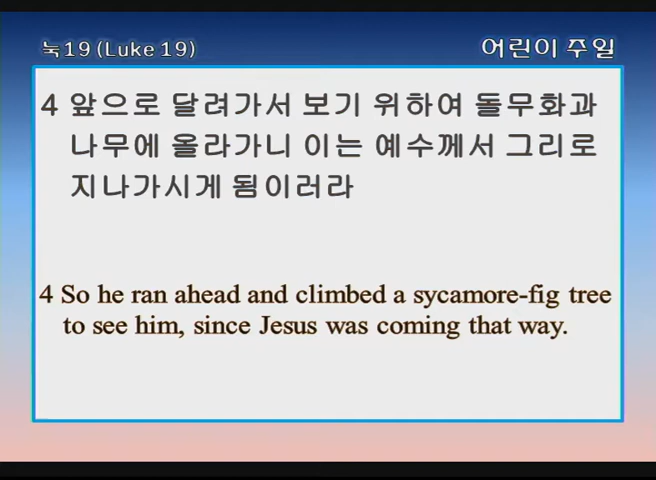 눅19 (Luke 19)
어린이 주일
4 앞으로 달려가서 보기 위하여 돌무화과
나무에 올라가니 이는 예수께서 그리로
지나가시게 됨이러라
4 So he ran ahead and climbed a sycamore-fig tree
to see him, since Jesus was coming that way.